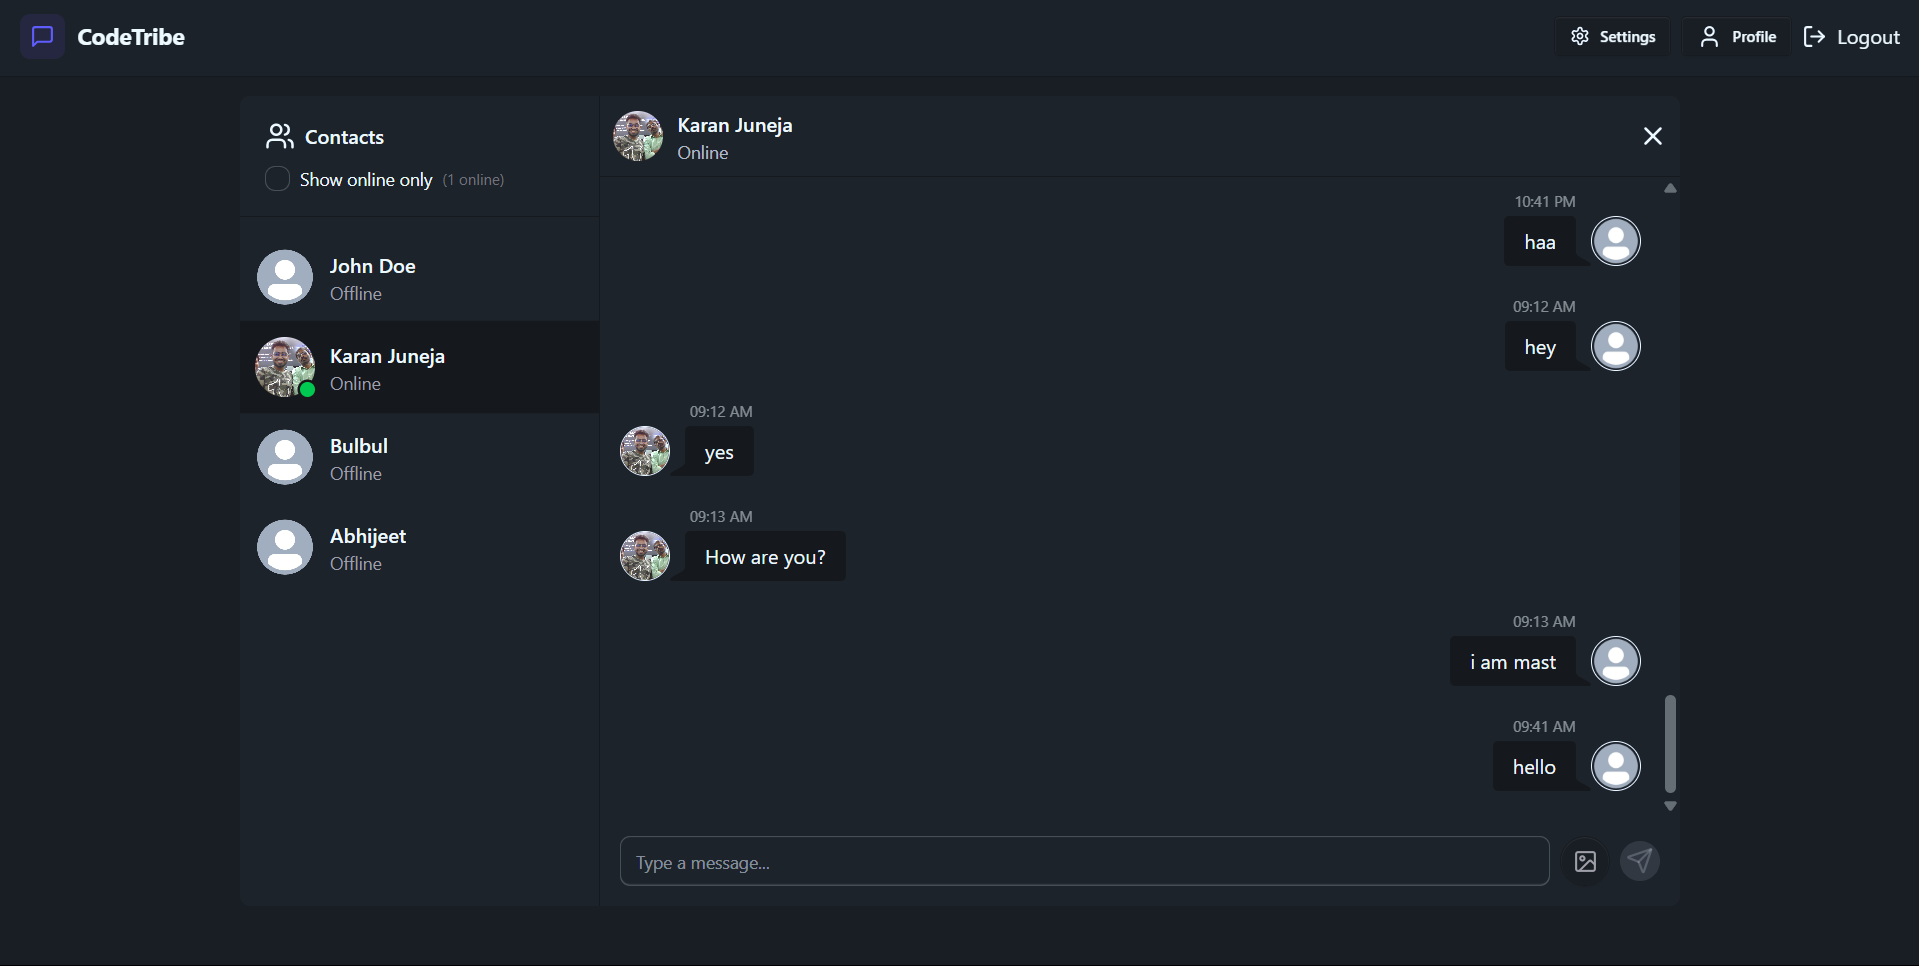 CodeTribe
Settings
Profile
Logout
Contacts
Show online only (1 online)
John Doe
Offline
Karan Juneja
Online
Bulbul
Offline
Abhijeet
Offline
Karan Juneja
Online
10:41 PM
haa
09:12 AM
hey
09:12 AM
yes
09:13 AM
How are you?
09:13 AM
i am mast
09:41 AM
hello
Type a message...